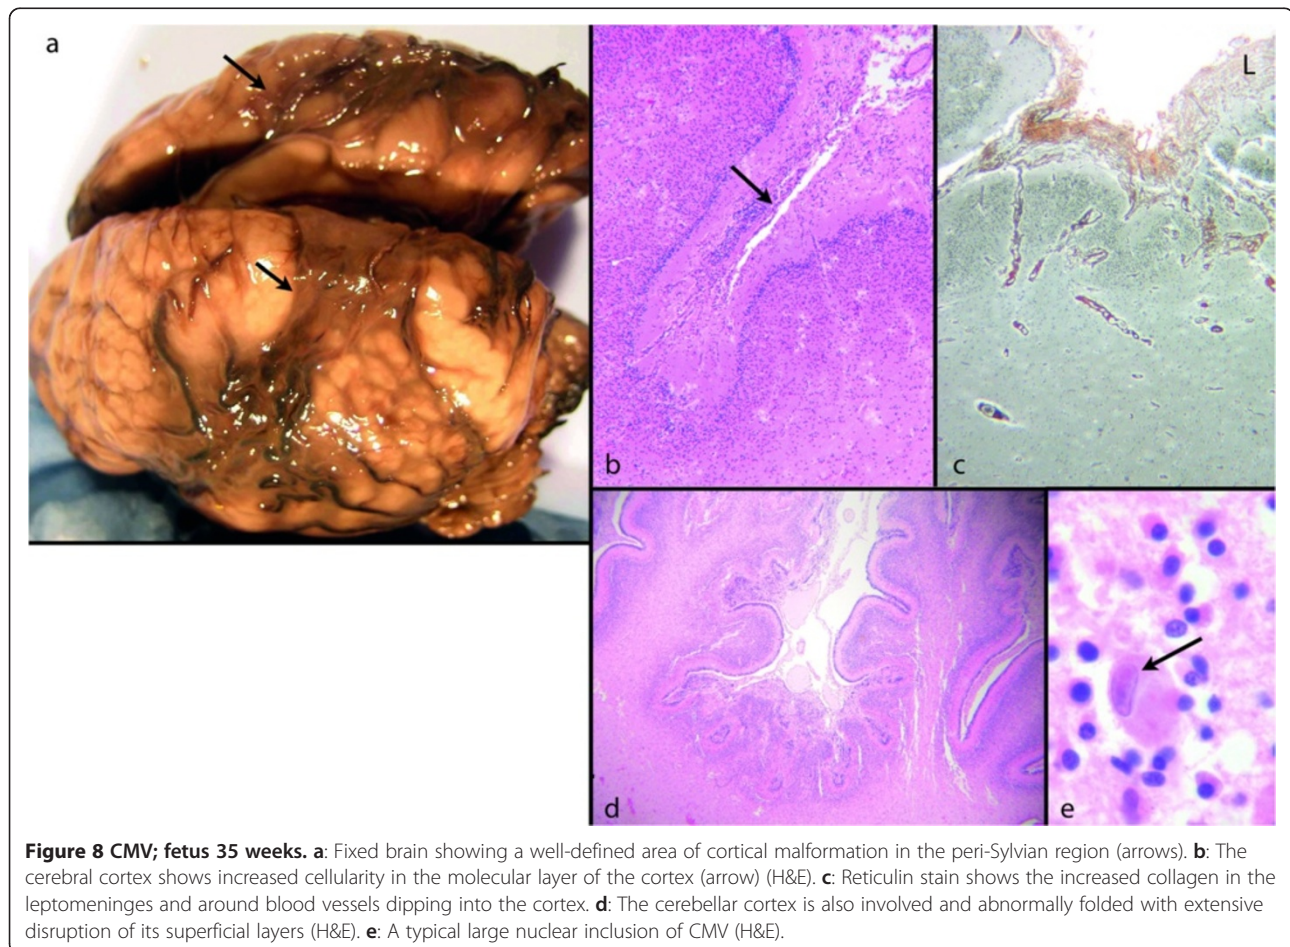 a
L
b
c
d
e
Figure 8 CMV; fetus 35 weeks. a: Fixed brain showing a well-defined area of cortical malformation in the peri-Sylvian region (arrows). b: The
cerebral cortex shows increased cellularity in the molecular layer of the cortex (arrow) (H&E). c: Reticulin stain shows the increased collagen in the
leptomeninges and around blood vessels dipping into the cortex. d: The cerebellar cortex is also involved and abnormally folded with extensive
disruption of its superficial layers (H&E). e: A typical large nuclear inclusion of CMV (H&E).